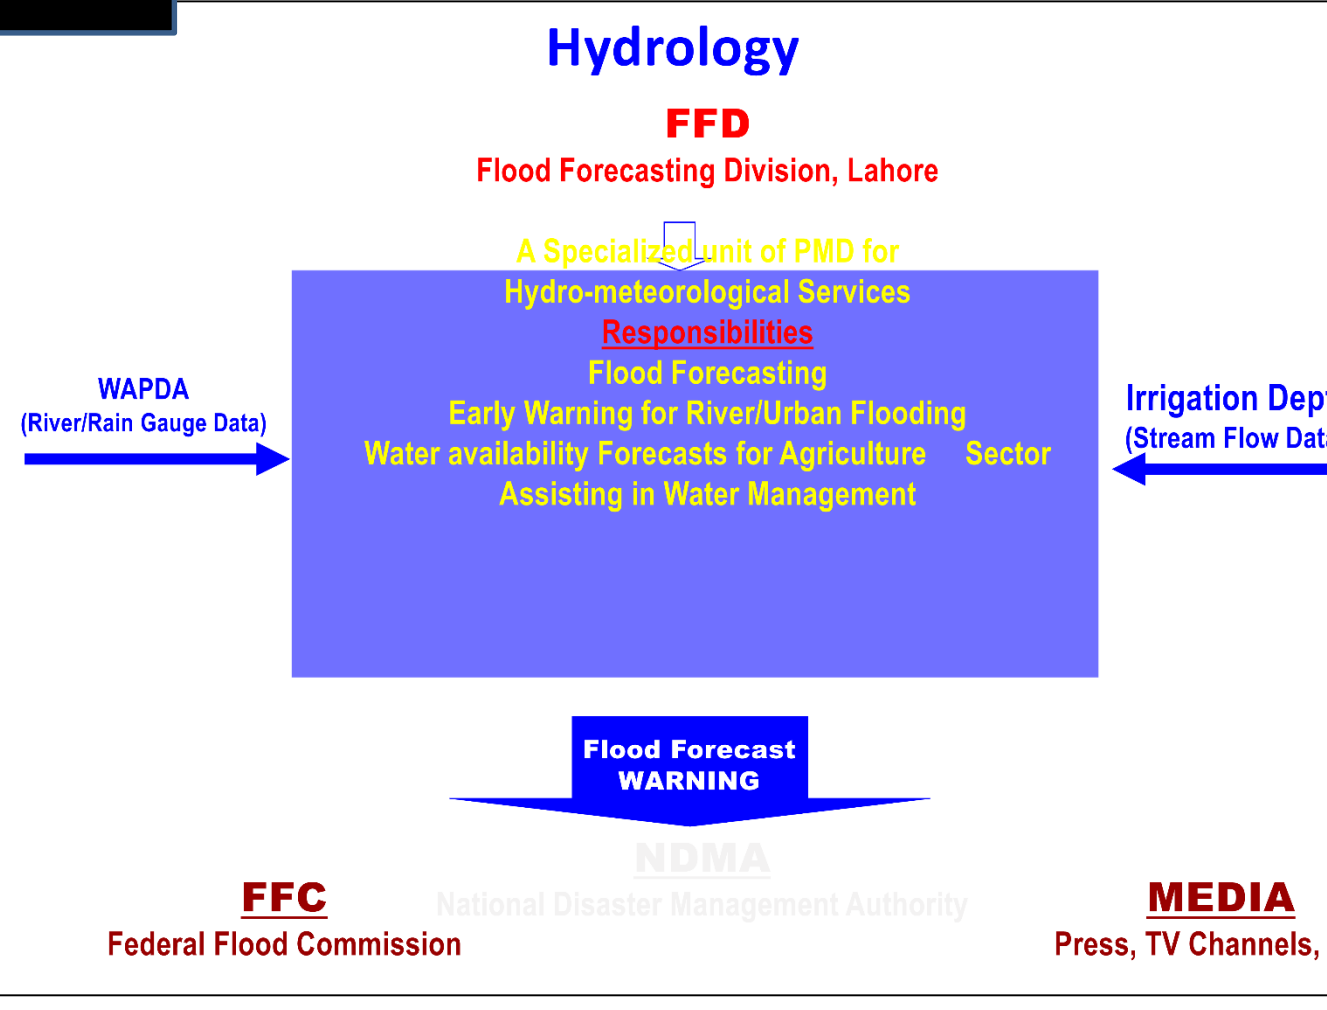 Hydrology
FFD
Flood Forecasting Division, Lahore
A Specialized unit of PMD for
Hydro-meteorological Services
Responsibilities
Flood Forecasting
Early Warning for River/Urban Flooding
Water availability Forecasts for Agriculture Sector
Assisting in Water Management
WAPDA
(River/Rain Gauge Data)
Irrigation
(Stream Flow
Flood Forecast
WARNING
NDMA
National Disaster Management Authority
FFC
Federal Flood Commission
MEDIA
Press, TV Channels,